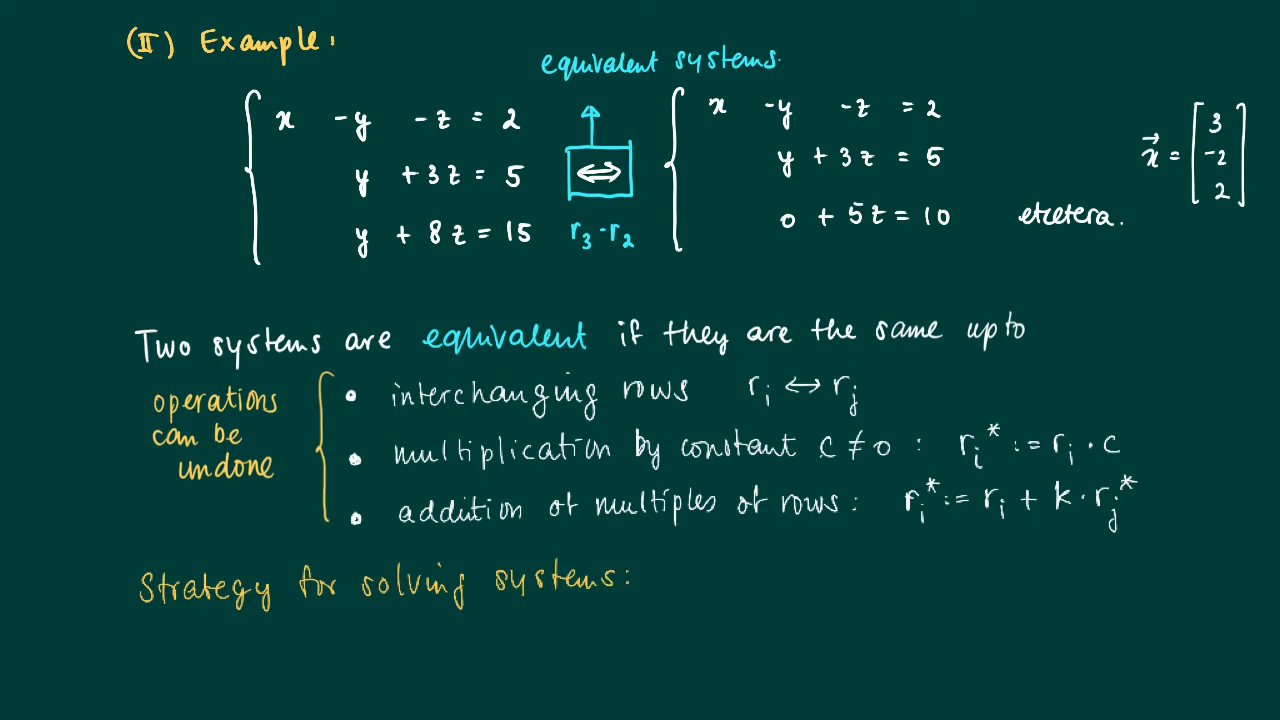 (II) Example:
equivalent systems.
x - y - z = 2
y + 3z = 5
y + 8z = 15
⇔
r₃ - r₂
x - y - z = 2
y + 3z = 5
0 + 5z = 10
etcetera.
x⃗ = [3 -2 2]
Two systems are equivalent if they are the same up to
operations can be undone
• interchanging rows rᵢ ↔ rⱼ
• multiplication by constant c ≠ 0 : rᵢ* := rᵢ · c
• addition of multiples of rows : rᵢ* := rᵢ + k · rⱼ*
Strategy for solving systems: